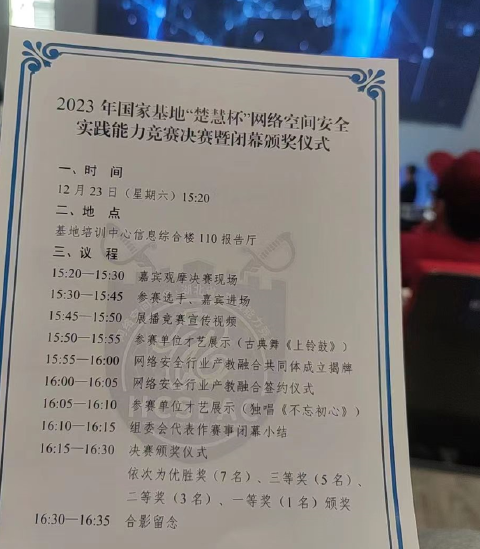 2023 年国家基地“楚慧杯”网络空间安全
实践能力竞赛决赛暨闭幕颁奖仪式
一、时 间
12 月 23 日（星期六）15:20
二、地 点
基地培训中心信息综合楼 110 报告厅
三、议 程
15:20—15:30 嘉宾观摩决赛现场
15:30—15:45 参赛选手、嘉宾进场
15:45—15:50 展播竞赛宣传视频
15:50—15:55 参赛单位才艺展示（古典舞《上铃鼓》）
15:55—16:00 网络安全行业产教融合共同体成立揭牌
16:00—16:05 网络安全行业产教融合签约仪式
16:05—16:10 参赛单位才艺展示（独唱《不忘初心》）
16:10—16:15 组委会代表作赛事闭幕小结
16:15—16:30 决赛颁奖仪式
依次为优胜奖（7 名）、三等奖（5 名）、
二等奖（3 名）、一等奖（1 名）颁奖
16:30—16:35 合影留念